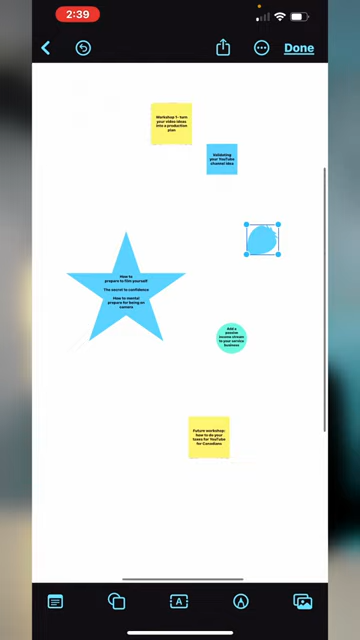 2:39
Done
Workshop 1- turn
your video ideas
into a production
plan
Validating
your YouTube
channel idea
How to
prepare to film yourself
The secret to confidence
How to mental
prepare for being on
camera
Add a
passive
income stream
to your service
business
Future workshop:
how to do your
taxes for YouTube
for Canadians
A